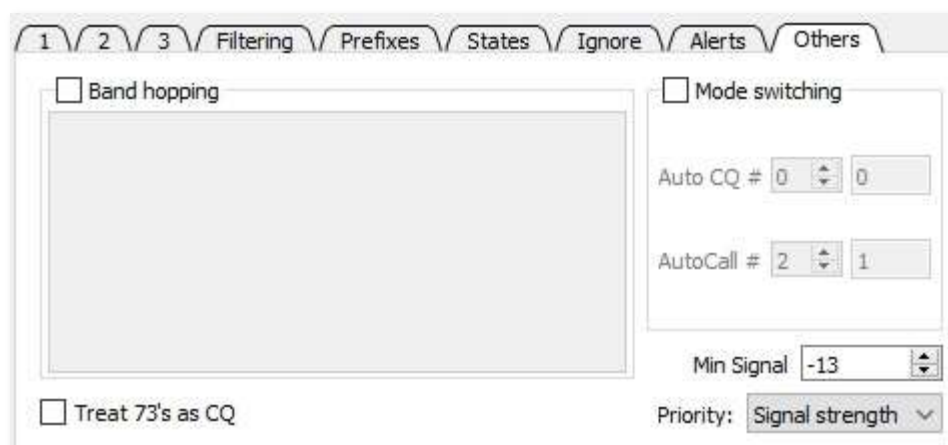 1 2 3 Filtering Prefixes States Ignore Alerts Others
Band hopping
Mode switching
Auto CQ # 0 0
AutoCall # 2 1
Min Signal -13
Treat 73's as CQ
Priority: Signal strength